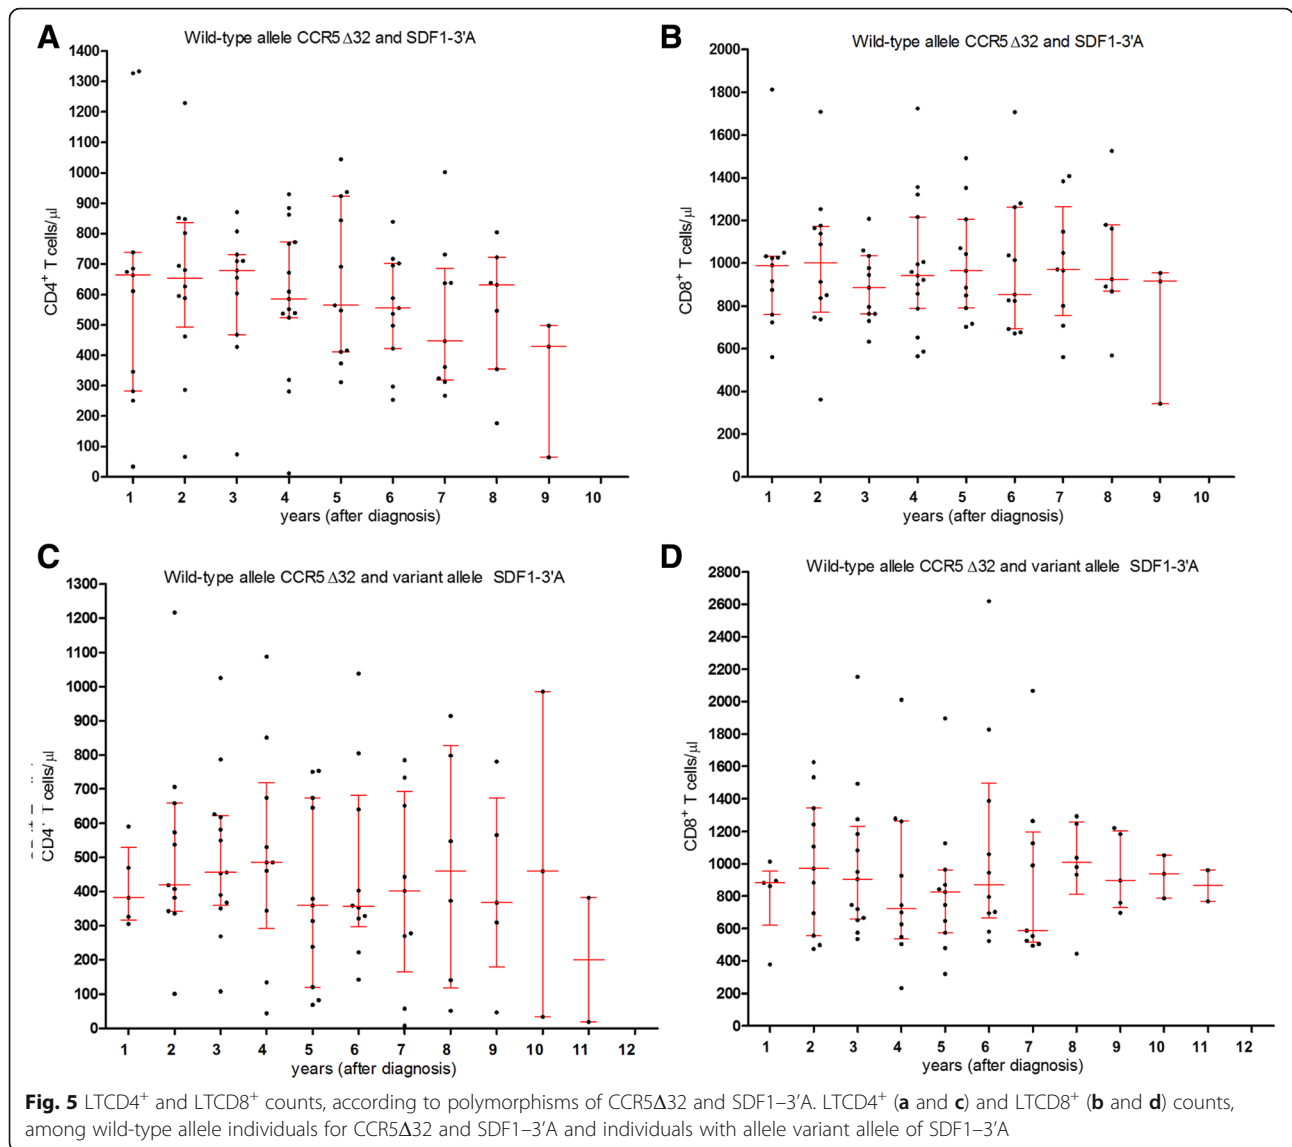 A
Wild-type allele CCR5 Δ32 and SDF1-3'A
1400
1300
1200
1100
1000
900
800
700
600
500
400
300
200
100
0
CD4+ T cells/µl
1 2 3 4 5 6 7 8 9 10
years (after diagnosis)
B
Wild-type allele CCR5 Δ32 and SDF1-3'A
2000
1800
1600
1400
1200
1000
800
600
400
200
0
CD8+ T cells/µl
1 2 3 4 5 6 7 8 9 10
years (after diagnosis)
C
Wild-type allele CCR5 Δ32 and variant allele SDF1-3'A
1300
1200
1100
1000
900
800
700
600
500
400
300
200
100
0
CD4+ T cells/µl
1 2 3 4 5 6 7 8 9 10 11 12
years (after diagnosis)
D
Wild-type allele CCR5 Δ32 and variant allele SDF1-3'A
2800
2600
2400
2200
2000
1800
1600
1400
1200
1000
800
600
400
200
0
CD8+ T cells/µl
1 2 3 4 5 6 7 8 9 10 11 12
years (after diagnosis)
Fig. 5 LTCD4+ and LTCD8+ counts, according to polymorphisms of CCR5Δ32 and SDF1–3'A. LTCD4+ (a and c) and LTCD8+ (b and d) counts,
among wild-type allele individuals for CCR5Δ32 and SDF1–3'A and individuals with allele variant allele of SDF1–3'A